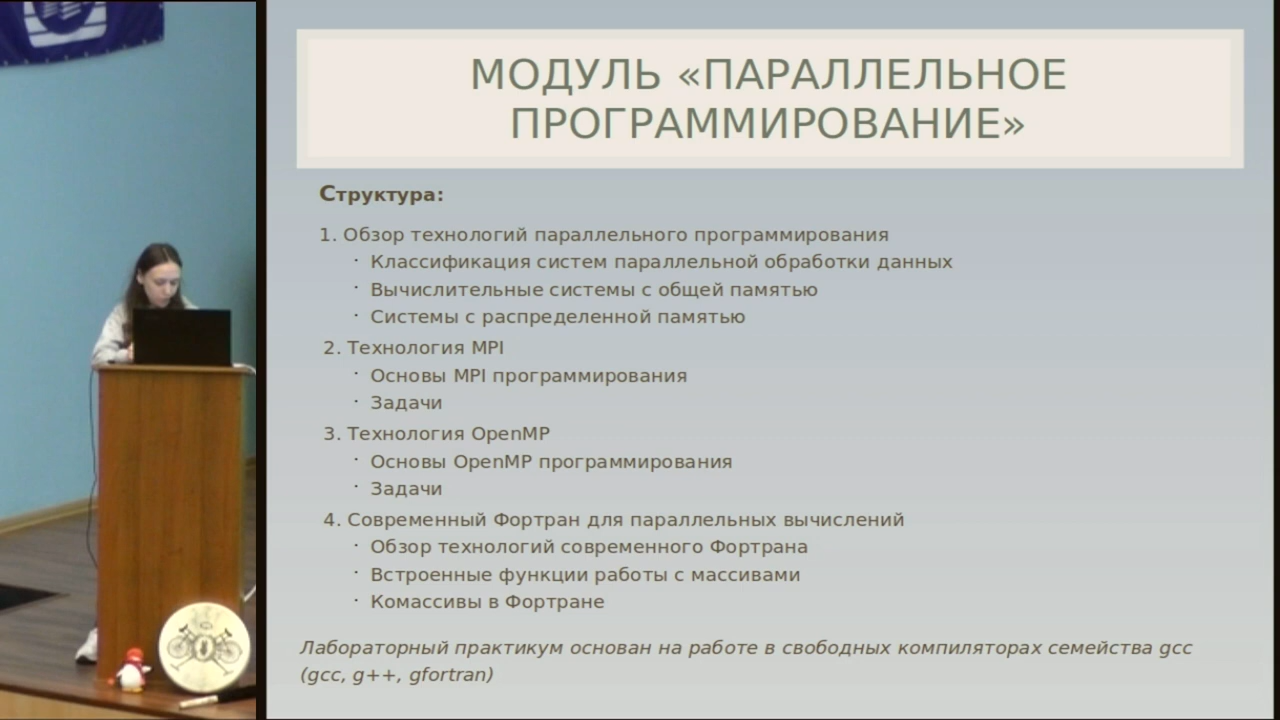 МОДУЛЬ «ПАРАЛЛЕЛЬНОЕ
ПРОГРАММИРОВАНИЕ»
Структура:
1. Обзор технологий параллельного программирования
· Классификация систем параллельной обработки данных
· Вычислительные системы с общей памятью
· Системы с распределенной памятью
2. Технология MPI
· Основы MPI программирования
· Задачи
3. Технология OpenMP
· Основы OpenMP программирования
· Задачи
4. Современный Фортран для параллельных вычислений
· Обзор технологий современного Фортрана
· Встроенные функции работы с массивами
· Комассивы в Фортране
Лабораторный практикум основан на работе в свободных компиляторах семейства gcc
(gcc, g++, gfortran)